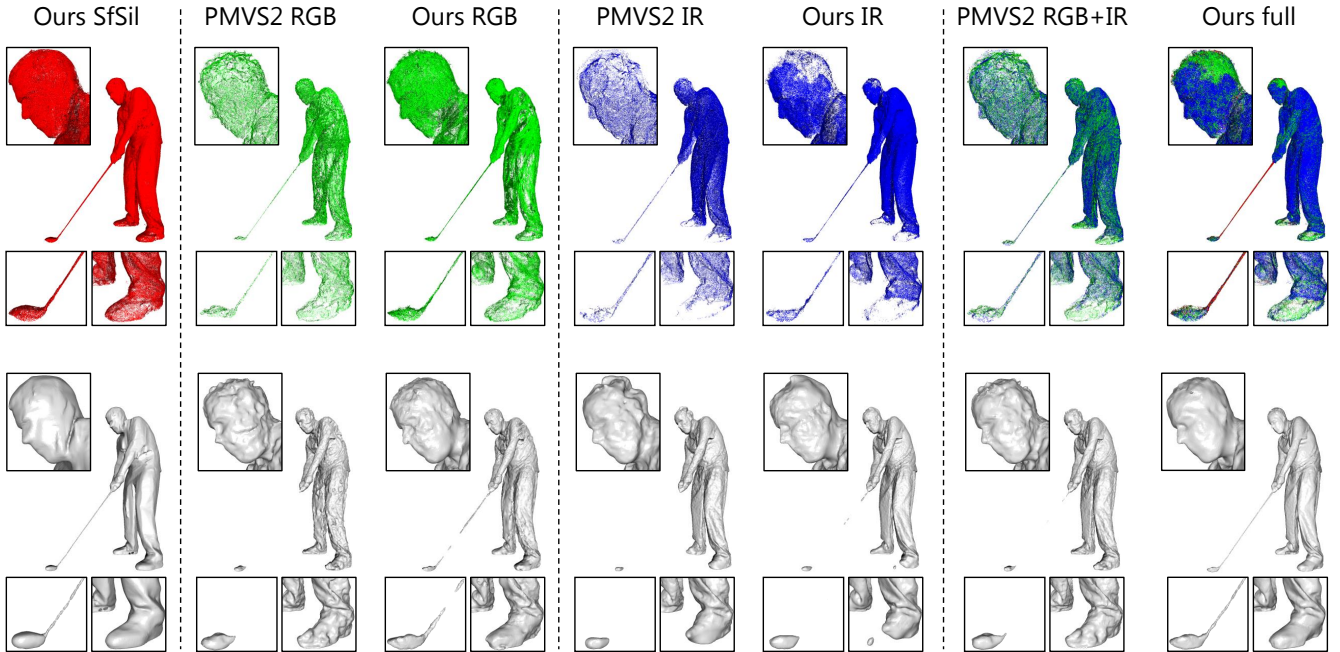 Ours SfSil
PMVS2 RGB
Ours RGB
PMVS2 IR
Ours IR
PMVS2 RGB+IR
Ours full